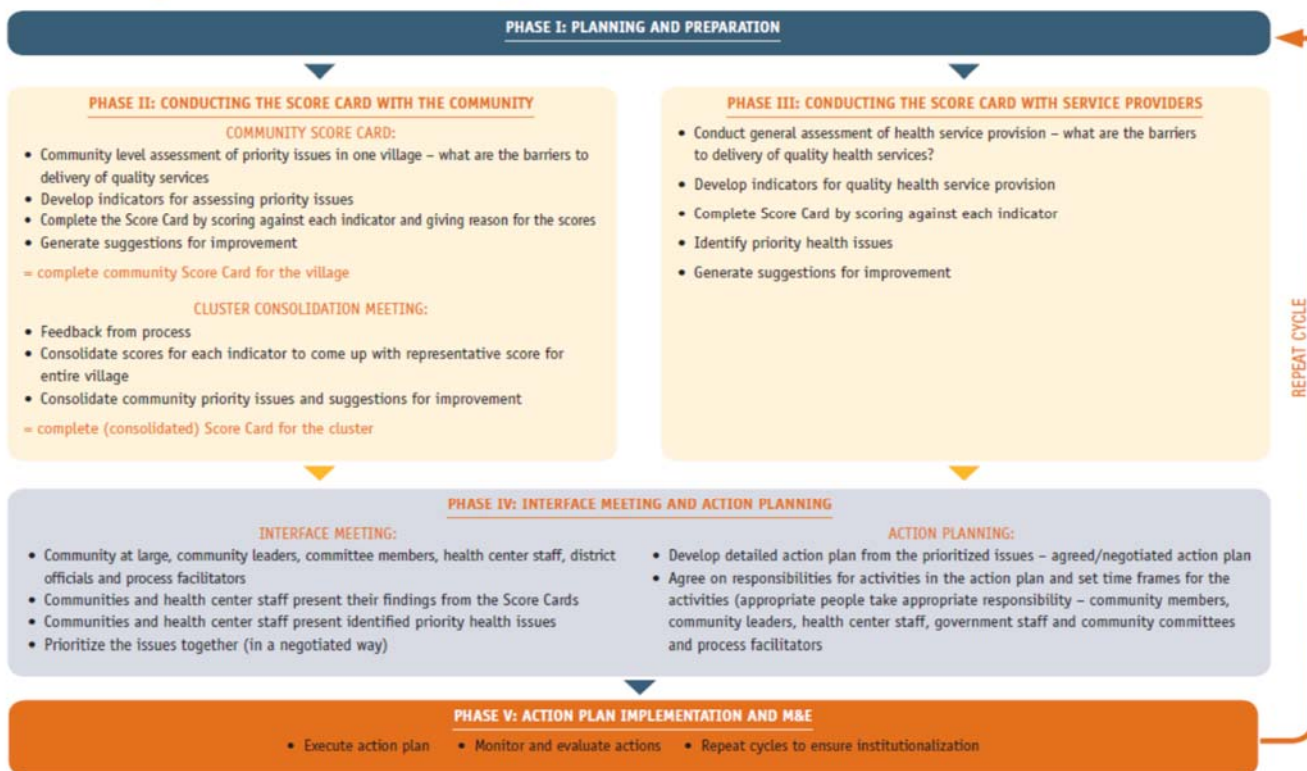 PHASE I: PLANNING AND PREPARATION
PHASE II: CONDUCTING THE SCORE CARD WITH THE COMMUNITY
COMMUNITY SCORE CARD:
• Community level assessment of priority issues in one village – what are the barriers to
delivery of quality services
• Develop indicators for assessing priority issues
• Complete the Score Card by scoring against each indicator and giving reason for the scores
• Generate suggestions for improvement
= complete community Score Card for the village
CLUSTER CONSOLIDATION MEETING:
• Feedback from process
• Consolidate scores for each indicator to come up with representative score for
entire village
• Consolidate community priority issues and suggestions for improvement
= complete (consolidated) Score Card for the cluster
PHASE III: CONDUCTING THE SCORE CARD WITH SERVICE PROVIDERS
• Conduct general assessment of health service provision – what are the barriers
to delivery of quality health services?
• Develop indicators for quality health service provision
• Complete Score Card by scoring against each indicator
• Identify priority health issues
• Generate suggestions for improvement
PHASE IV: INTERFACE MEETING AND ACTION PLANNING
INTERFACE MEETING:
• Community at large, community leaders, committee members, health center staff, district
officials and process facilitators
• Communities and health center staff present their findings from the Score Cards
• Communities and health center staff present identified priority health issues
• Prioritize the issues together (in a negotiated way)
ACTION PLANNING:
• Develop detailed action plan from the prioritized issues – agreed/negotiated action plan
• Agree on responsibilities for activities in the action plan and set time frames for the
activities (appropriate people take appropriate responsibility – community members,
community leaders, health center staff, government staff and community committees
and process facilitators
PHASE V: ACTION PLAN IMPLEMENTATION AND M&E
• Execute action plan • Monitor and evaluate actions • Repeat cycles to ensure institutionalization
REPEAT CYCLE